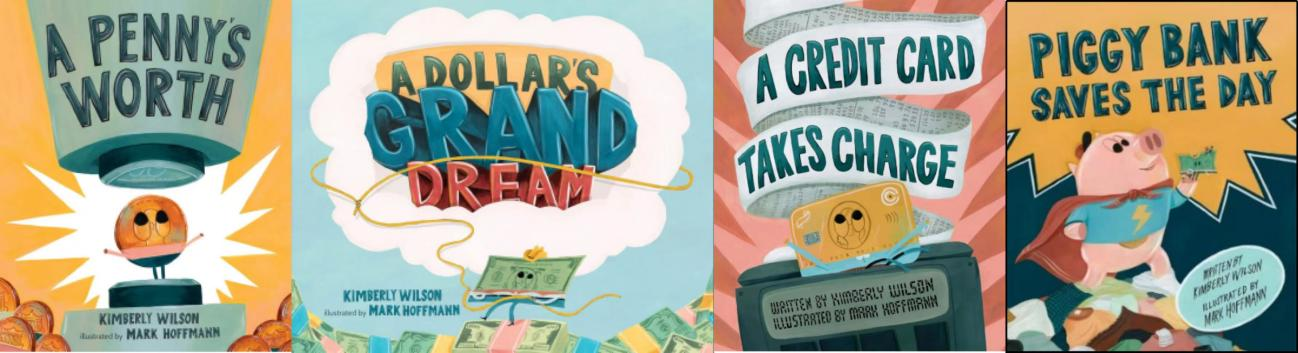 A PENNY'S
WORTH
KIMBERLY WILSON
illustrated by MARK HOFFMANN
A DOLLAR'S
GRAND
DREAM
KIMBERLY WILSON
illustrated by MARK HOFFMANN
A CREDIT CARD
TAKES CHARGE
WRITTEN BY KIMBERLY WILSON
ILLUSTRATED BY MARK HOFFMANN
PIGGY BANK
SAVES THE DAY
WRITTEN BY
KIMBERLY WILSON
ILLUSTRATED BY
MARK HOFFMANN